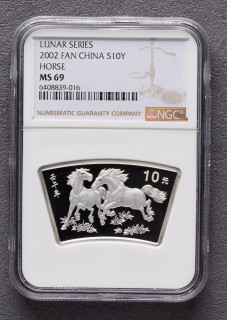 LUNAR SERIES
2002 FAN CHINA S10Y
HORSE
MS 69
6408839-016
NUMISMATIC GUARANTY COMPANY
NGC
10元
壬午年